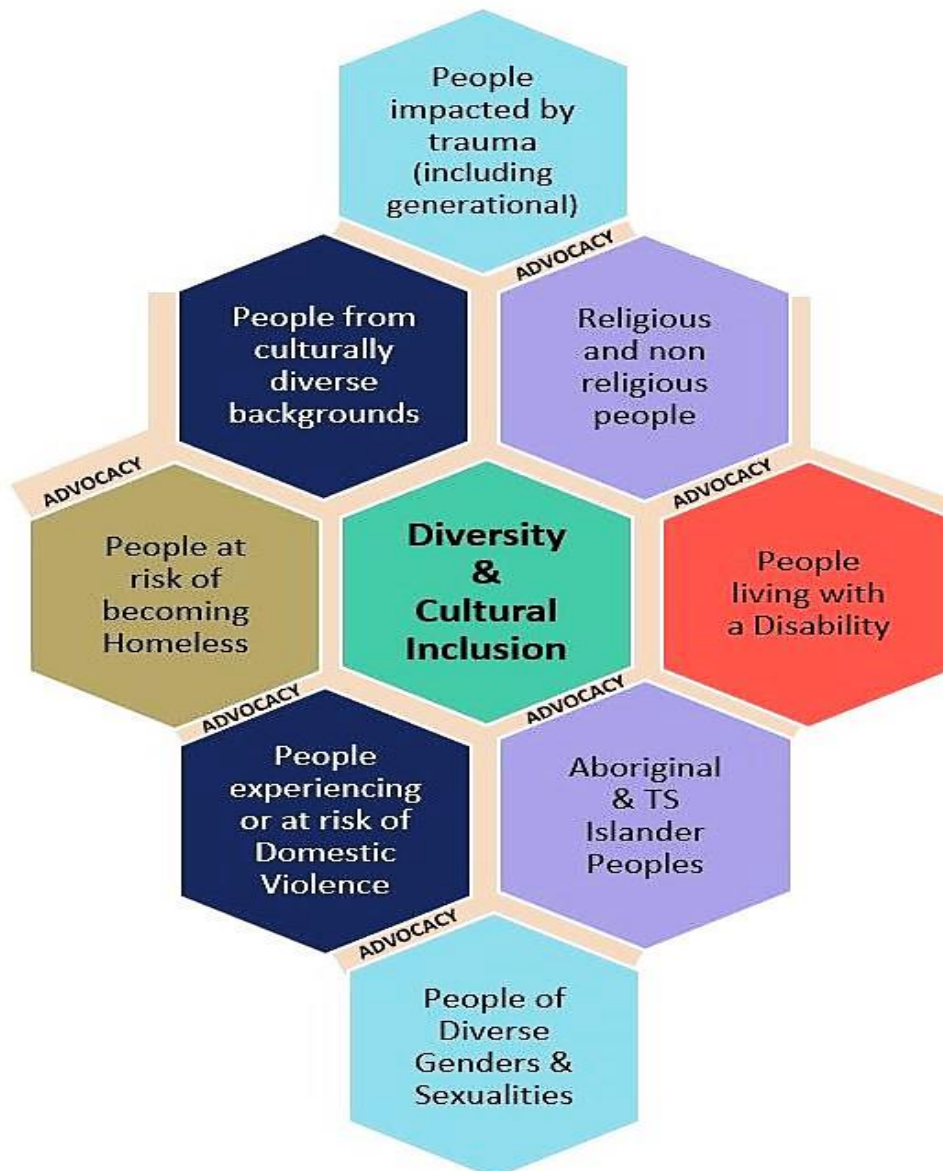 People
impacted by
trauma
(including
generational)
ADVOCACY
People from
culturally
diverse
backgrounds
Religious
and non
religious
people
ADVOCACY
ADVOCACY
People at
risk of
becoming
Homeless
Diversity
&
Cultural
Inclusion
People
living with
a Disability
ADVOCACY
ADVOCACY
People
experiencing
or at risk of
Domestic
Violence
Aboriginal
& TS
Islander
Peoples
ADVOCACY
People of
Diverse
Genders &
Sexualities